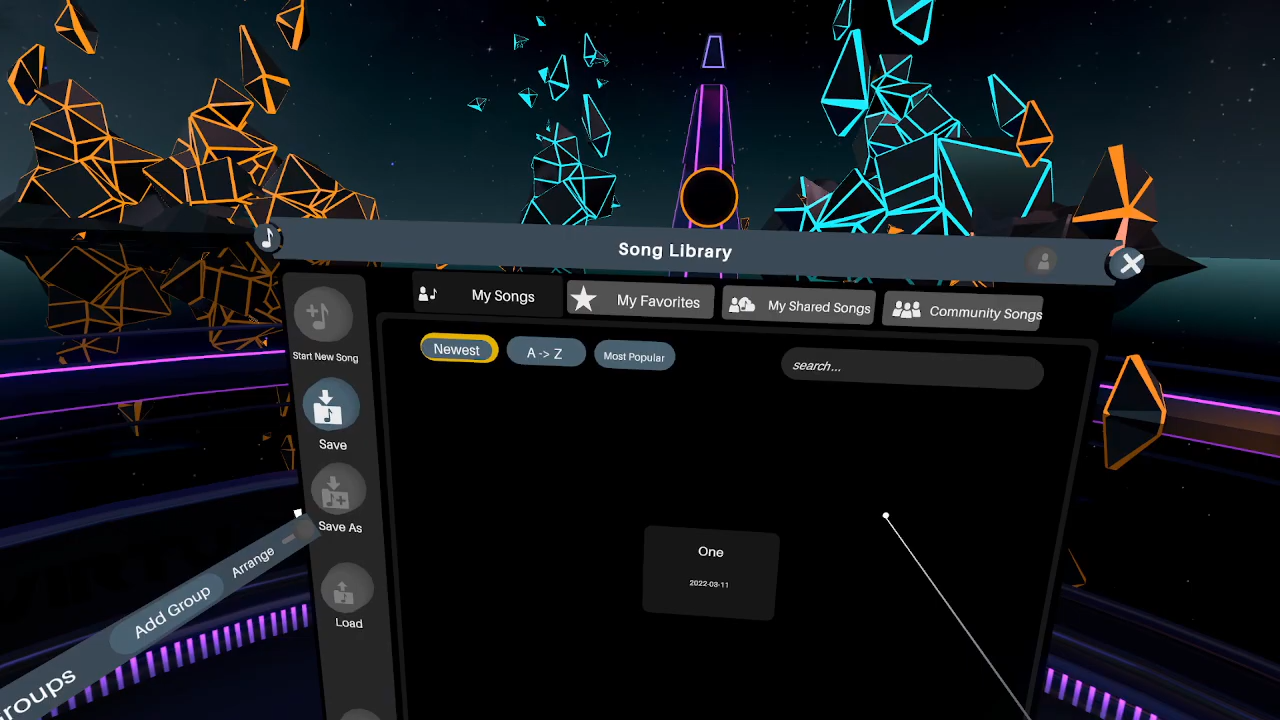 Song Library
My Songs
My Favorites
My Shared Songs
Community Songs
Newest
A -> Z
Most Popular
search...
Start New Song
Save
Save As
Load
One
2022-03-11
Arrange
Add Group